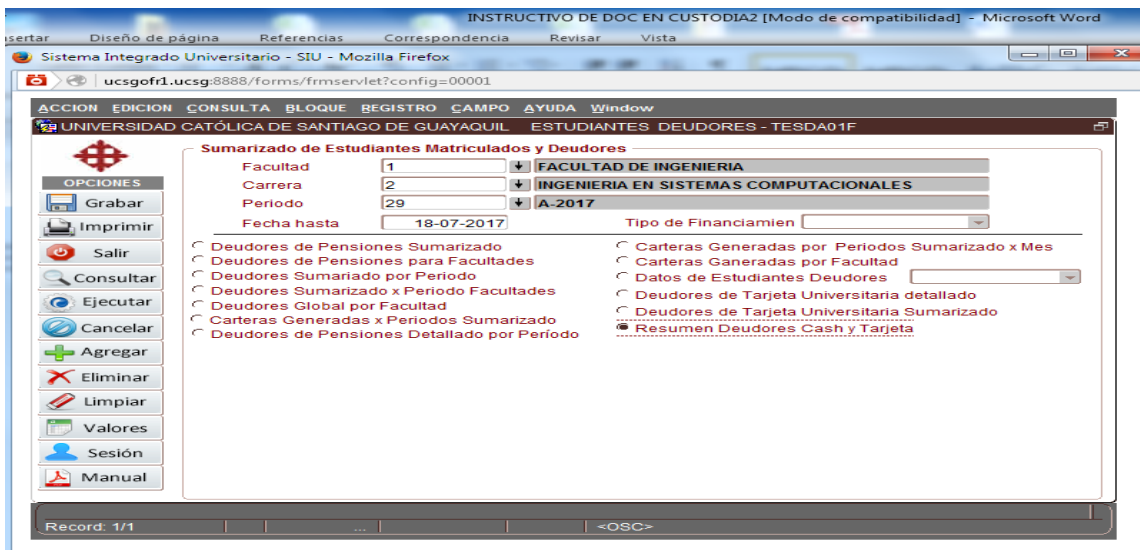 INSTRUCTIVO DE DOC EN CUSTODIA2 [Modo de compatibilidad] - Microsoft Word
sertar Diseño de página Referencias Correspondencia Revisar Vista
Sistema Integrado Universitario - SIU - Mozilla Firefox
ucsgofr1.ucsg:8888/forms/frmservlet?config=00001
ACCION EDICION CONSULTA BLOQUE REGISTRO CAMPO AYUDA Window
UNIVERSIDAD CATÓLICA DE SANTIAGO DE GUAYAQUIL ESTUDIANTES DEUDORES - TESDA01F
Sumarizado de Estudiantes Matriculados y Deudores
Facultad 1 FACULTAD DE INGENIERIA
Carrera 2 INGENIERIA EN SISTEMAS COMPUTACIONALES
Periodo 29 A-2017
Fecha hasta 18-07-2017 Tipo de Financiamien
OPCIONES
Grabar
Imprimir
Salir
Consultar
Ejecutar
Cancelar
Agregar
Eliminar
Limpiar
Valores
Sesión
Manual
Deudores de Pensiones Sumarizado
Deudores de Pensiones para Facultades
Deudores Sumariado por Periodo
Deudores Sumarizado x Periodo Facultades
Deudores Global por Facultad
Carteras Generadas x Periodos Sumarizado
Deudores de Pensiones Detallado por Período
Carteras Generadas por Periodos Sumarizado x Mes
Carteras Ganeradas por Facultad
Datos de Estudiantes Deudores
Deudores de Tarjeta Universitaria detallado
Deudores de Tarjeta Universitaria Sumarizado
Resumen Deudores Cash y Tarjeta
Record: 1/1 ... <OSC>